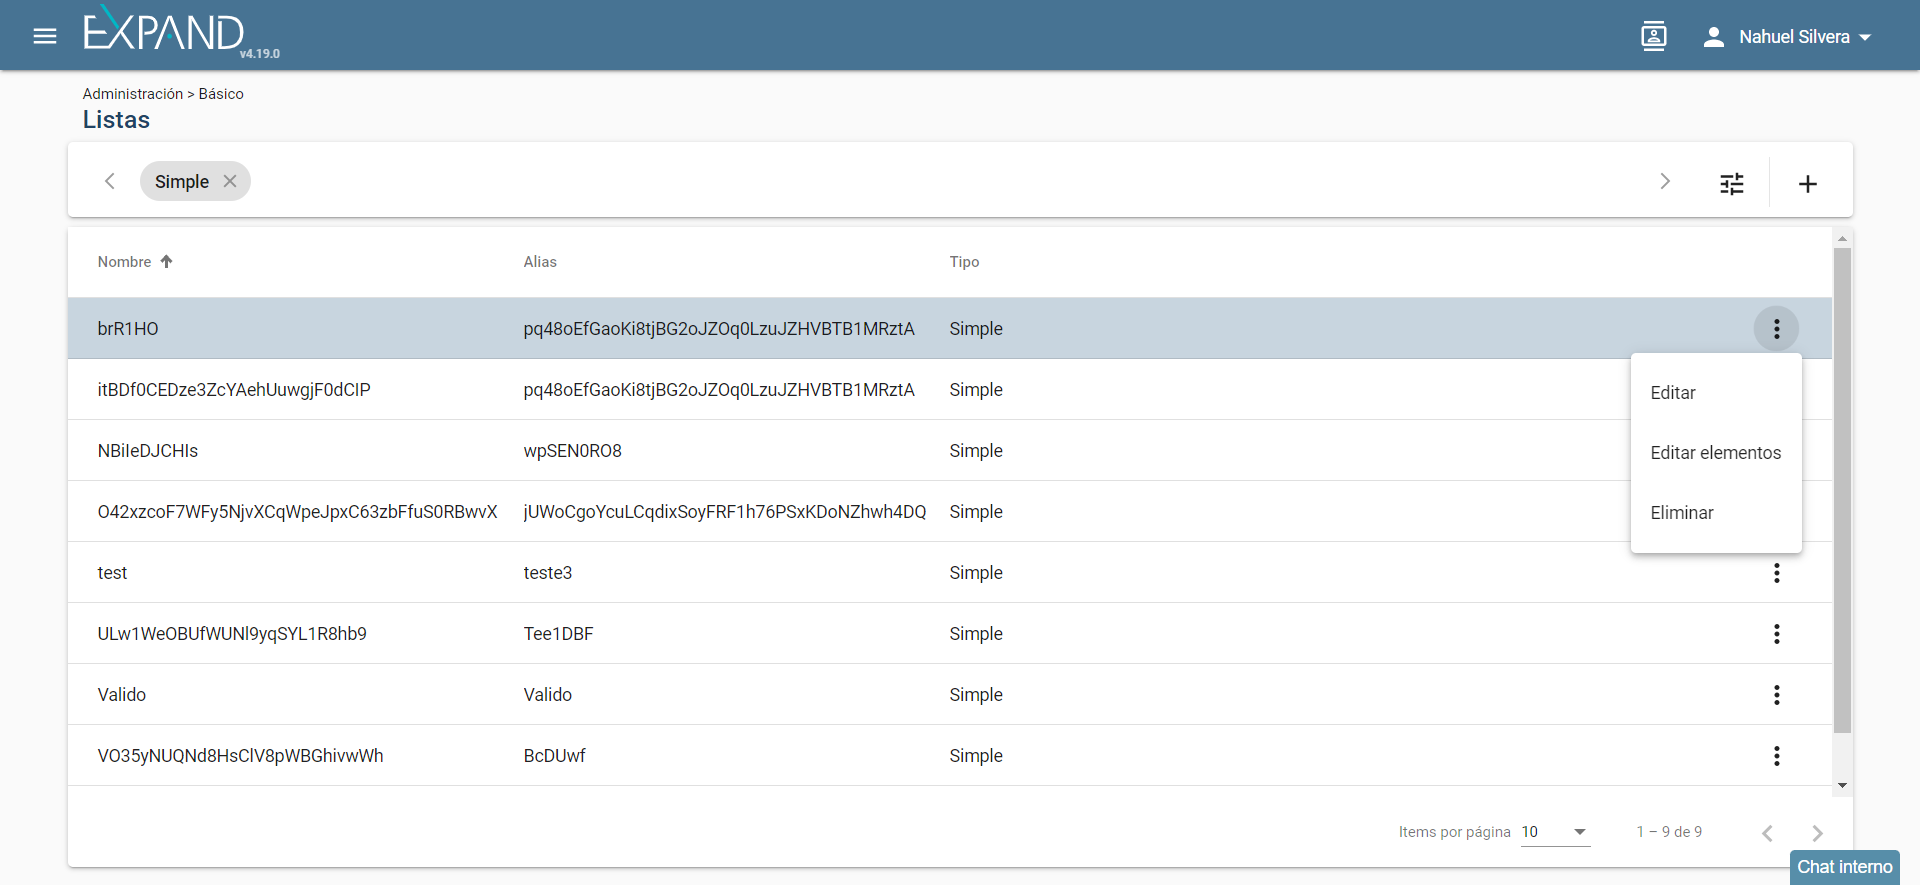 EXPAND
v4.19.0
Nahuel Silvera
Administración > Básico
Listas
Simple
Nombre Alias Tipo
brR1HO pq48oEfGaoKi8tjBG2oJZOq0LzuJZHVBTB1MRztA Simple
itBDf0CEDze3ZcYAehUuwgjF0dCIP pq48oEfGaoKi8tjBG2oJZOq0LzuJZHVBTB1MRztA Simple
NBiIeDJCHIs wpSEN0RO8 Simple
O42xzcoF7WFy5NjvXCqWpeJpxC63zbFfuS0RBwvX jUWoCgoYcuLCqdixSoyFRF1h76PSxKDoNZhwh4DQ Simple
test teste3 Simple
ULw1WeOBUfWUNl9yqSYL1R8hb9 Tee1DBF Simple
Valido Valido Simple
VO35yNUQNd8HsClV8pWBGhivwWh BcDUwf Simple
Editar
Editar elementos
Eliminar
Items por página 10 1 – 9 de 9
Chat interno